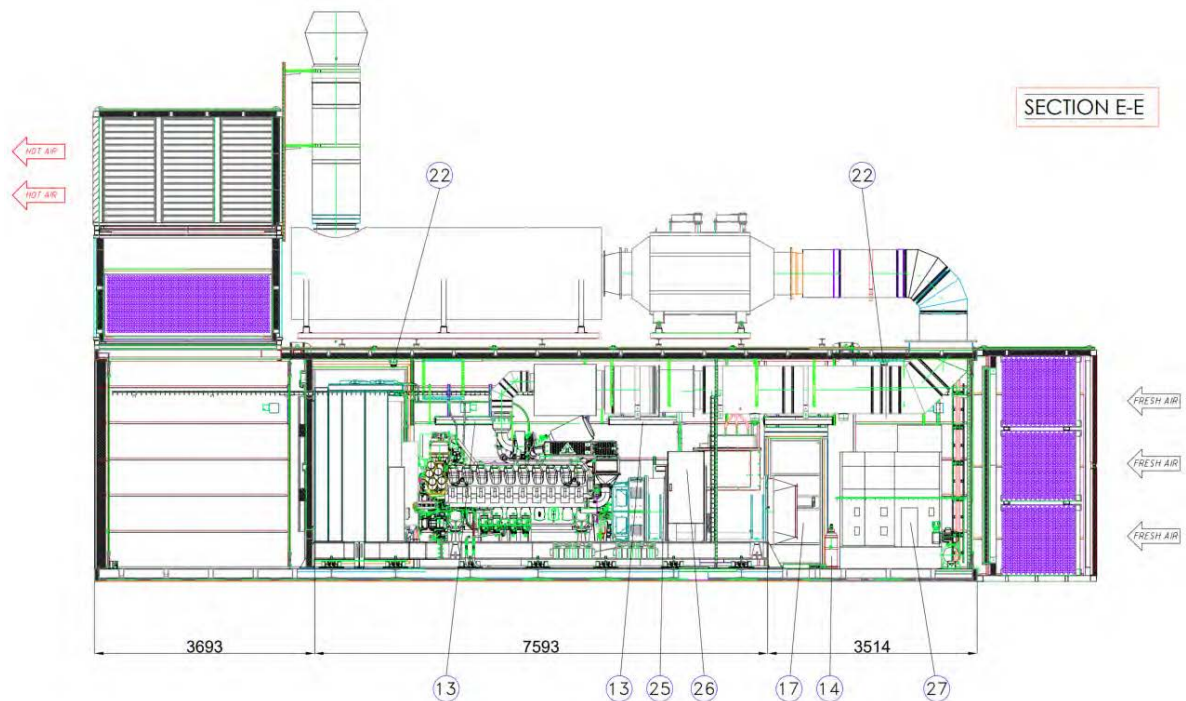 SECTION E-E
HOT AIR
HOT AIR
22
22
FRESH AIR
FRESH AIR
FRESH AIR
3693
7593
3514
13
13
25
26
17
14
27